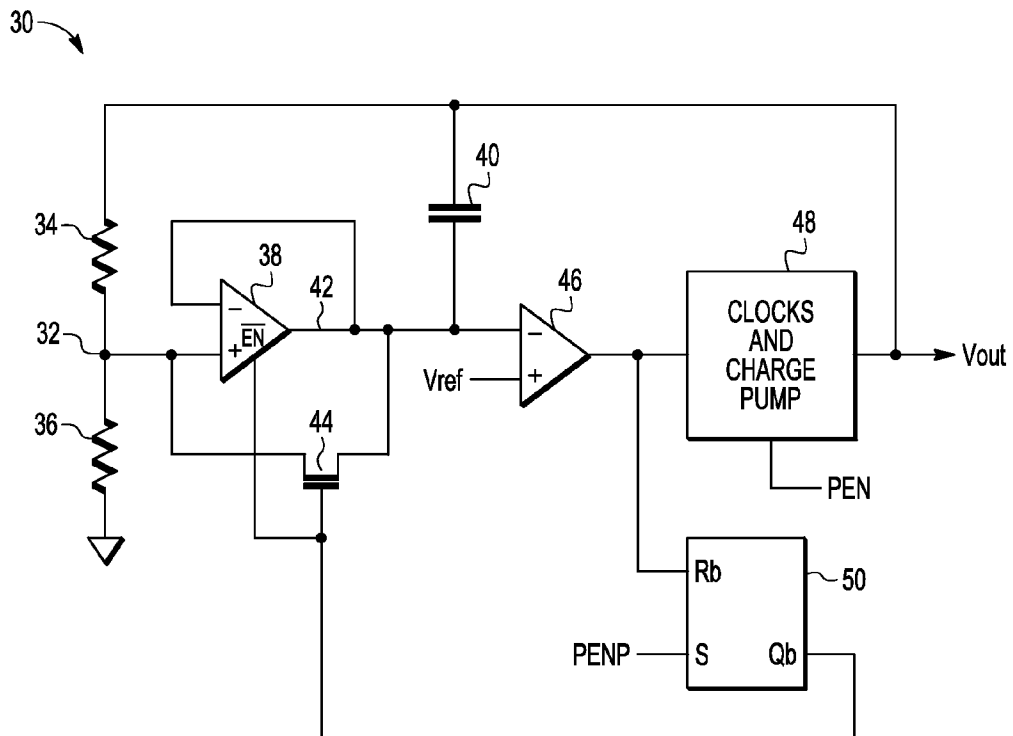 30
40
34
38
48
42
46
CLOCKS
AND
CHARGE
PUMP
−
EN
+
−
+
32
Vref
Vout
36
44
PEN
Rb
50
PENP
S
Qb